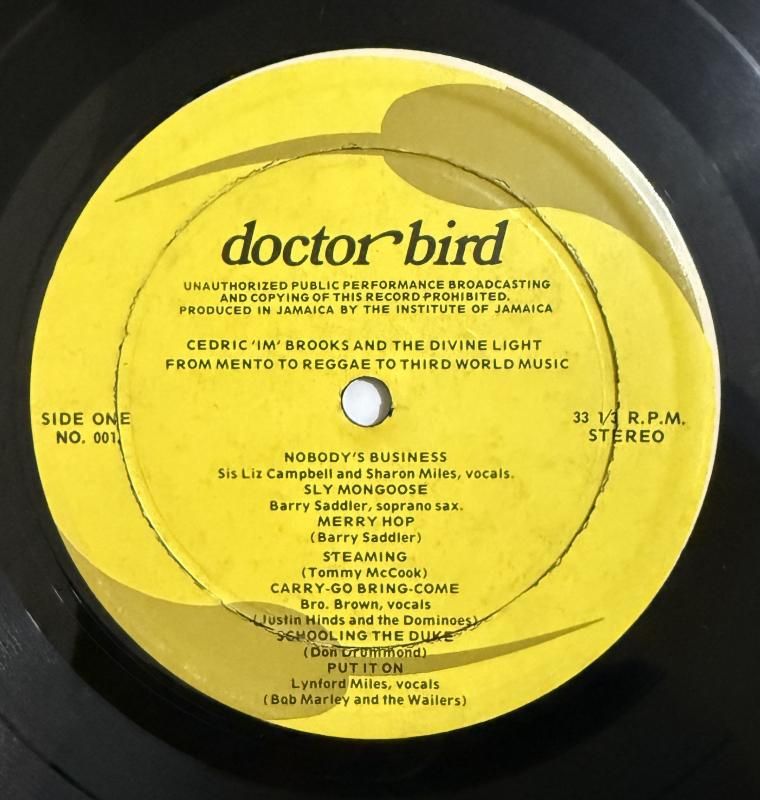 doctor bird
UNAUTHORIZED PUBLIC PERFORMANCE BROADCASTING
AND COPYING OF THIS RECORD PROHIBITED.
PRODUCED IN JAMAICA BY THE INSTITUTE OF JAMAICA
CEDRIC 'IM' BROOKS AND THE DIVINE LIGHT
FROM MENTO TO REGGAE TO THIRD WORLD MUSIC
SIDE ONE
NO. 001.
33 1/3 R.P.M.
STEREO
NOBODY'S BUSINESS
Sis Liz Campbell and Sharon Miles, vocals.
SLY MONGOOSE
Barry Saddler, soprano sax.
MERRY HOP
(Barry Saddler)
STEAMING
(Tommy McCook)
CARRY-GO BRING-COME
Bro. Brown, vocals
(Justin Hinds and the Dominoes)
SCHOOLING THE DUKE
(Don Drummond)
PUT IT ON
Lynford Miles, vocals
(Bob Marley and the Wailers)